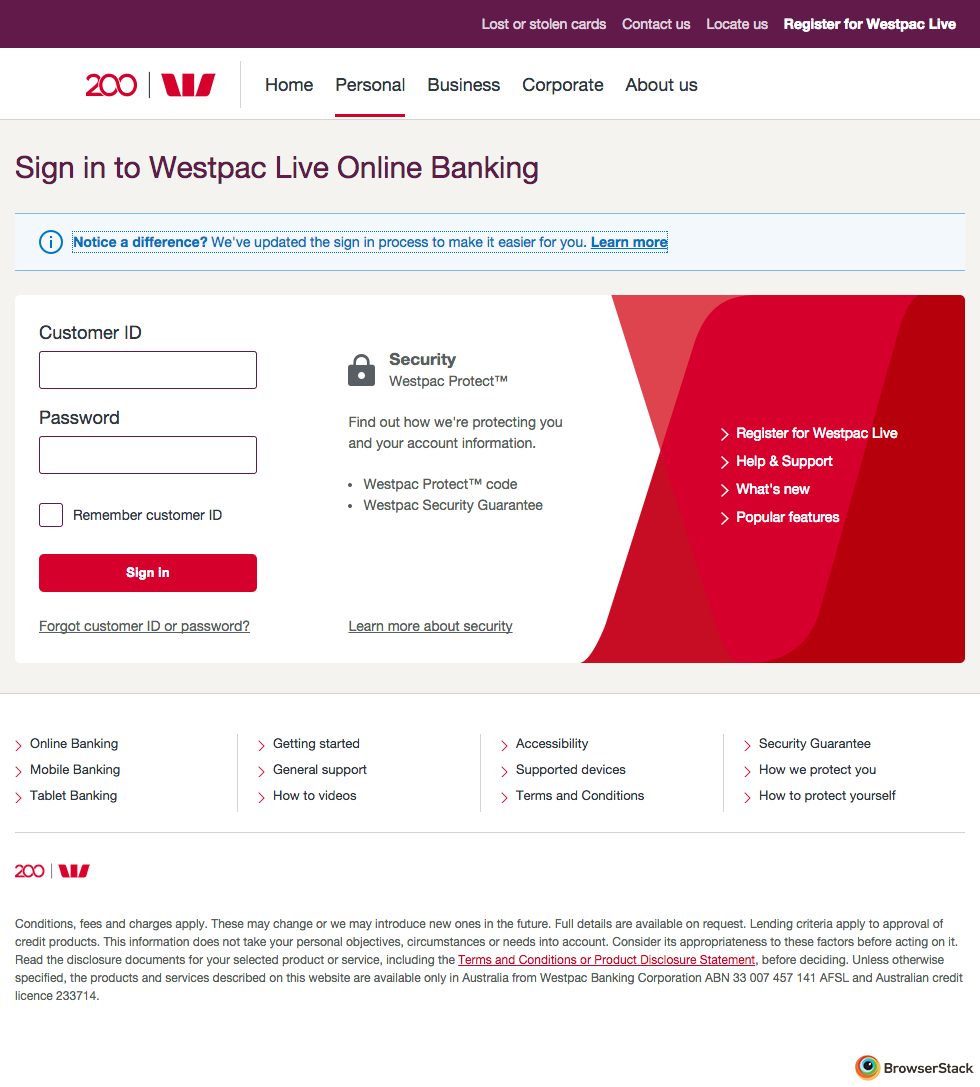 Lost or stolen cards Contact us Locate us Register for Westpac Live
200 Home Personal Business Corporate About us
Sign in to Westpac Live Online Banking
Notice a difference? We've updated the sign in process to make it easier for you. Learn more
Customer ID
Password
Remember customer ID
Sign in
Forgot customer ID or password?
Security
Westpac Protect™
Find out how we're protecting you
and your account information.
• Westpac Protect™ code
• Westpac Security Guarantee
Learn more about security
Register for Westpac Live
Help & Support
What's new
Popular features
Online Banking
Mobile Banking
Tablet Banking
Getting started
General support
How to videos
Accessibility
Supported devices
Terms and Conditions
Security Guarantee
How we protect you
How to protect yourself
200
Conditions, fees and charges apply. These may change or we may introduce new ones in the future. Full details are available on request. Lending criteria apply to approval of
credit products. This information does not take your personal objectives, circumstances or needs into account. Consider its appropriateness to these factors before acting on it.
Read the disclosure documents for your selected product or service, including the Terms and Conditions or Product Disclosure Statement, before deciding. Unless otherwise
specified, the products and services described on this website are available only in Australia from Westpac Banking Corporation ABN 33 007 457 141 AFSL and Australian credit
licence 233714.
BrowserStack